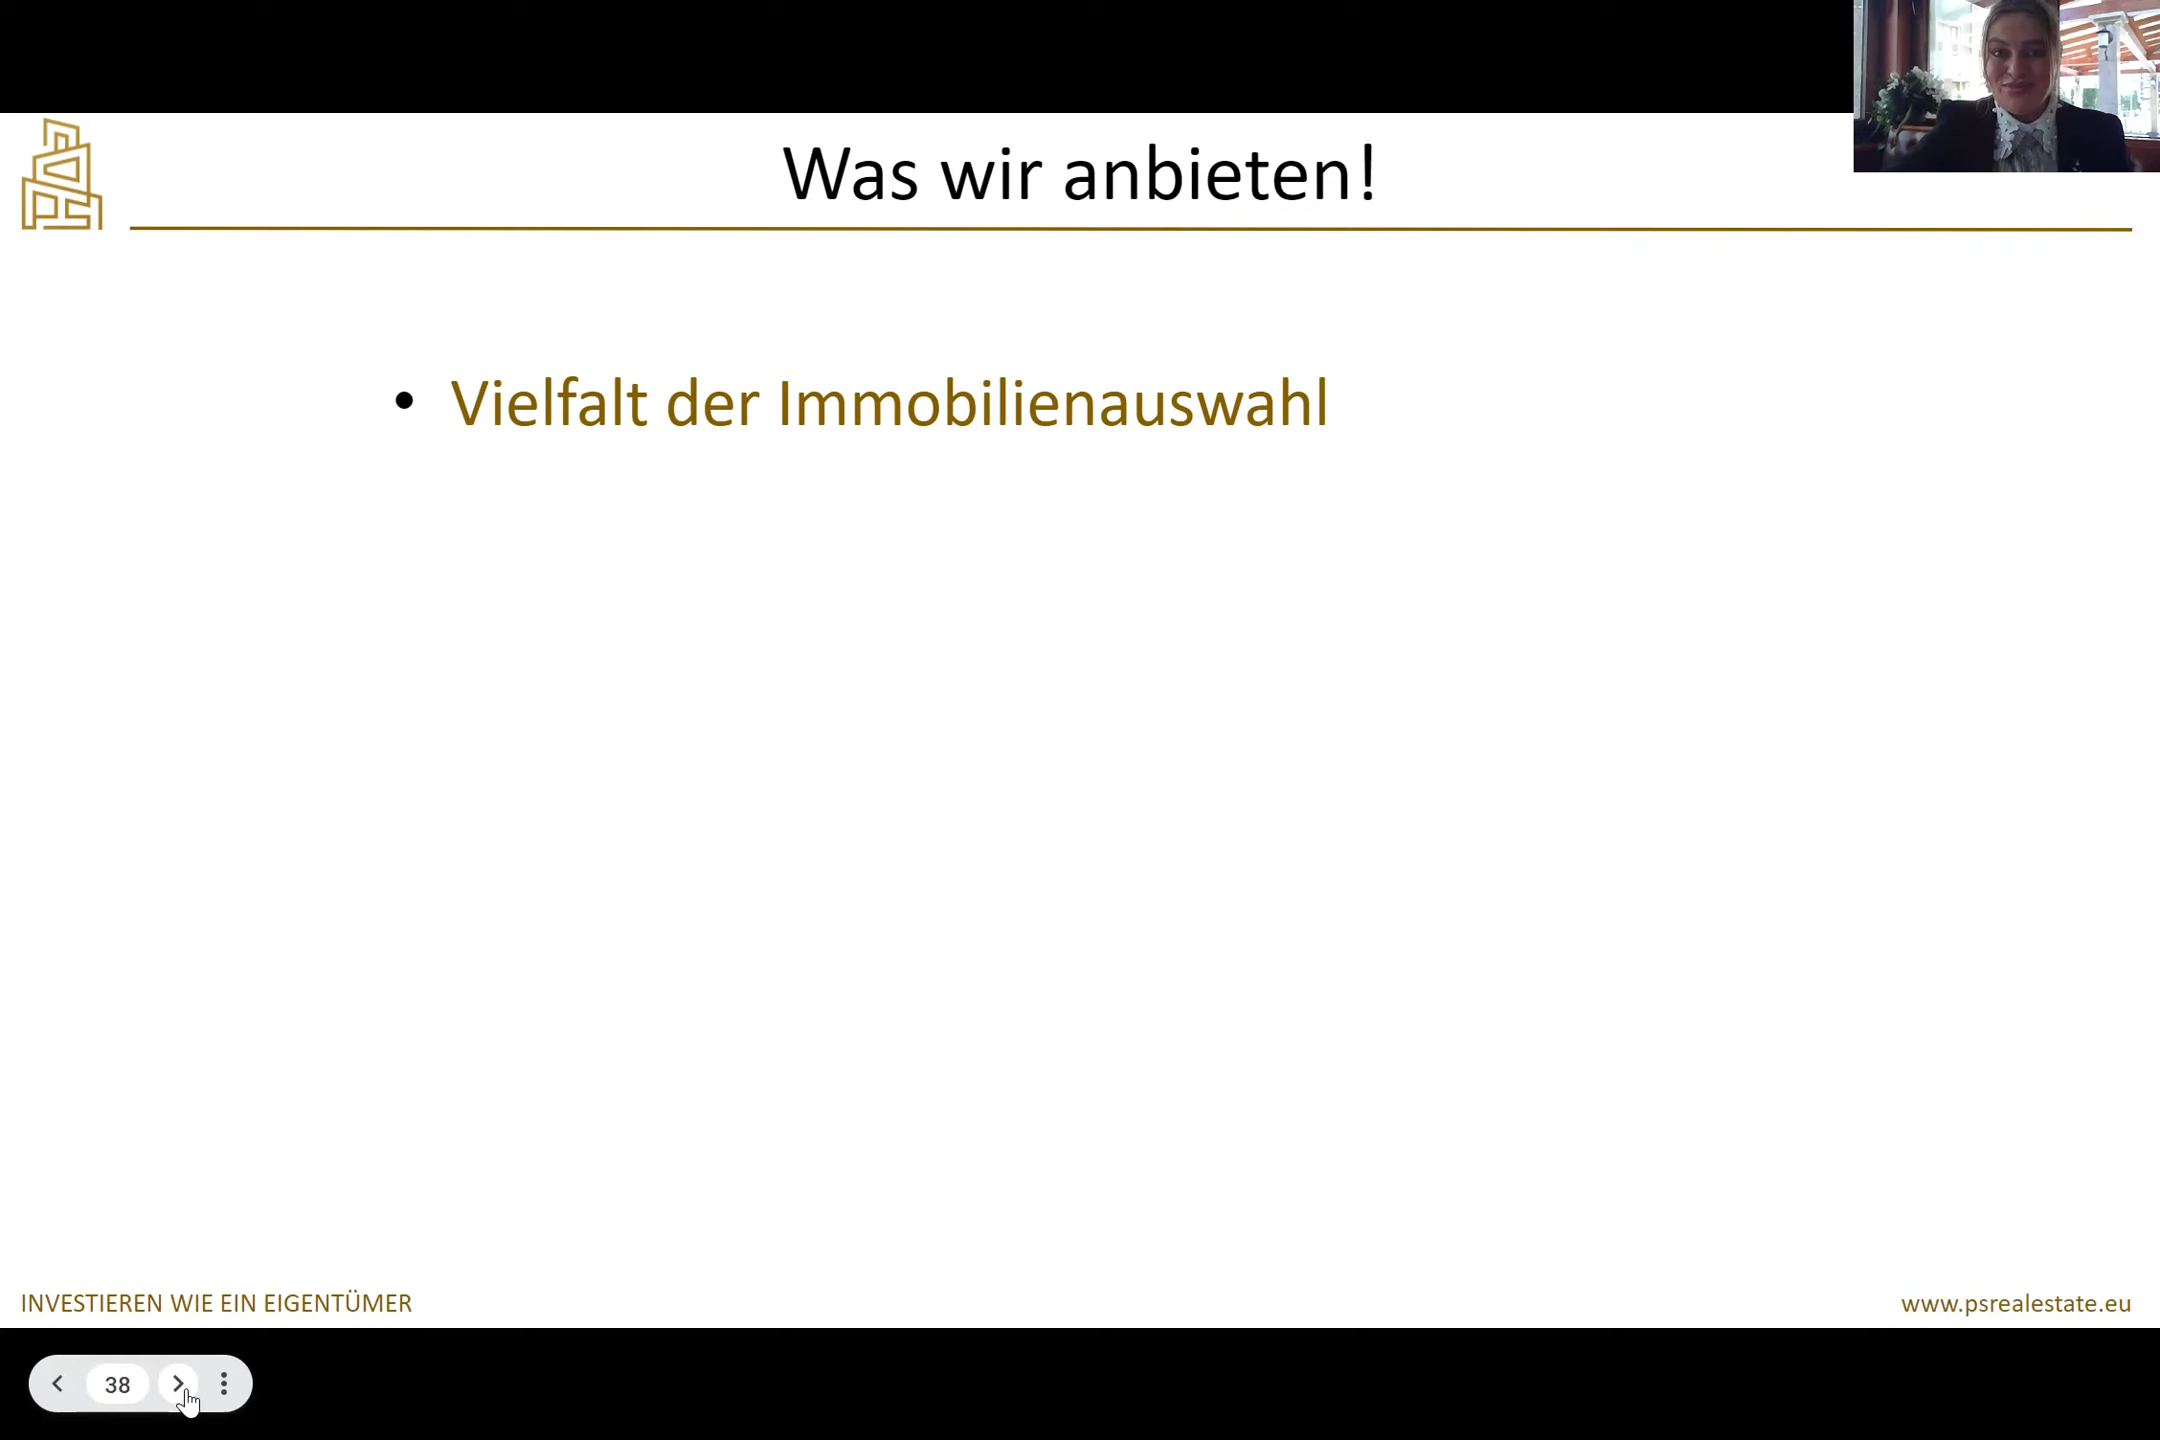 Was wir anbieten!
• Vielfalt der Immobilienauswahl
INVESTIEREN WIE EIN EIGENTÜMER
www.psrealestate.eu
38